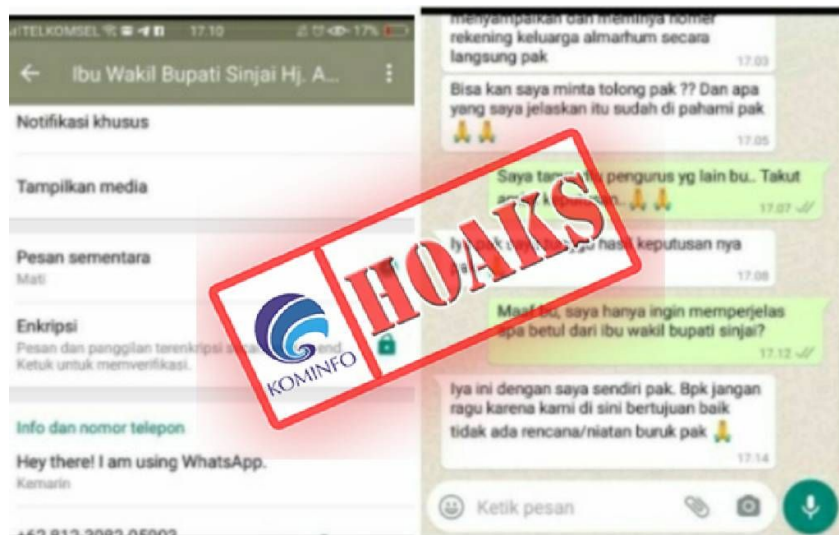 TELKOMSEL 17.10 17%
Ibu Wakil Bupati Sinjai Hj. A...
Notifikasi khusus
Tampilkan media
Pesan sementara
Mati
Enkripsi
Pesan dan panggilan terenkripsi end.
Ketuk untuk memverifikasi.
Info dan nomor telepon
Hey there! I am using WhatsApp.
Kemarin
menyampaikan dan meminya nomer
rekening keluarga almarhum secara
langsung pak
17.03
Bisa kan saya minta tolong pak ?? Dan apa
yang saya jelaskan itu sudah di pahami pak
🙏 🙏
17.05
Saya pengurus yg lain bu.. Takut
🙏 🙏
17.07
pak hasil keputusan nya
17.08
Maaf bu, saya hanya ingin memperjelas
apa betul dari ibu wakil bupati sinjai?
17.12
Iya ini dengan saya sendiri pak. Bpk jangan
ragu karena kami di sini bertujuan baik
tidak ada rencana/niatan buruk pak 🙏
17.14
Ketik pesan
KOMINFO
HOAKS